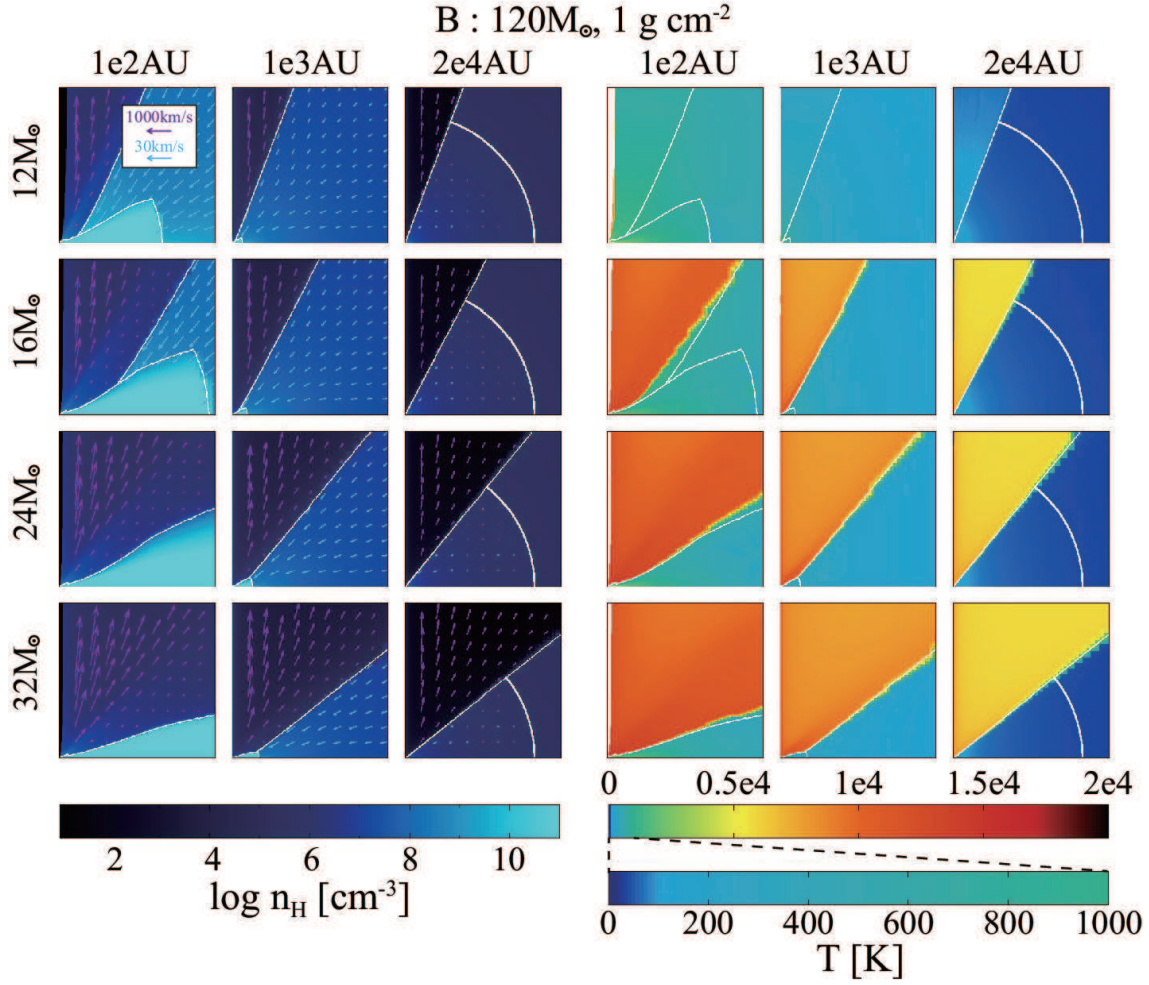 B : 120M⊙, 1 g cm⁻²
1e2AU 1e3AU 2e4AU 1e2AU 1e3AU 2e4AU
1000km/s
30km/s
12M⊙
16M⊙
24M⊙
32M⊙
0 0.5e4 1e4 1.5e4 2e4
2 4 6 8 10
log n_H [cm⁻³]
0 200 400 600 800 1000
T [K]